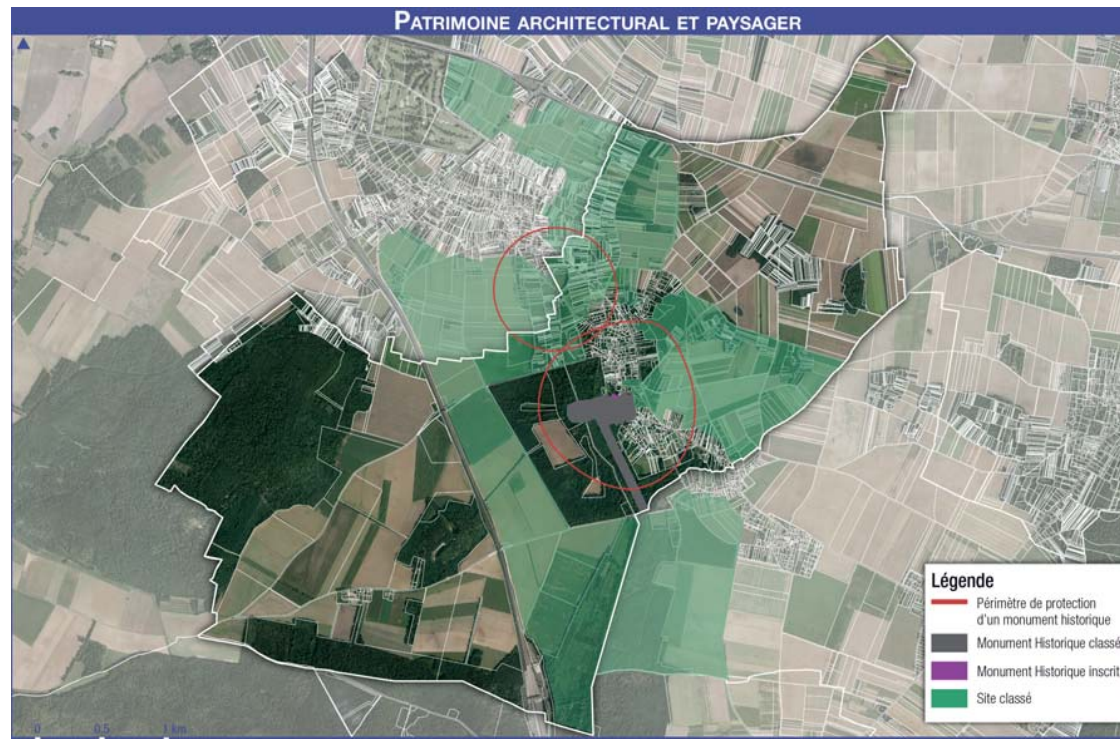 PATRIMOINE ARCHITECTURAL ET PAYSAGER
Légende
Périmètre de protection
d'un monument historique
Monument Historique classé
Monument Historique inscrit
Site classé
0 0.5 1 km